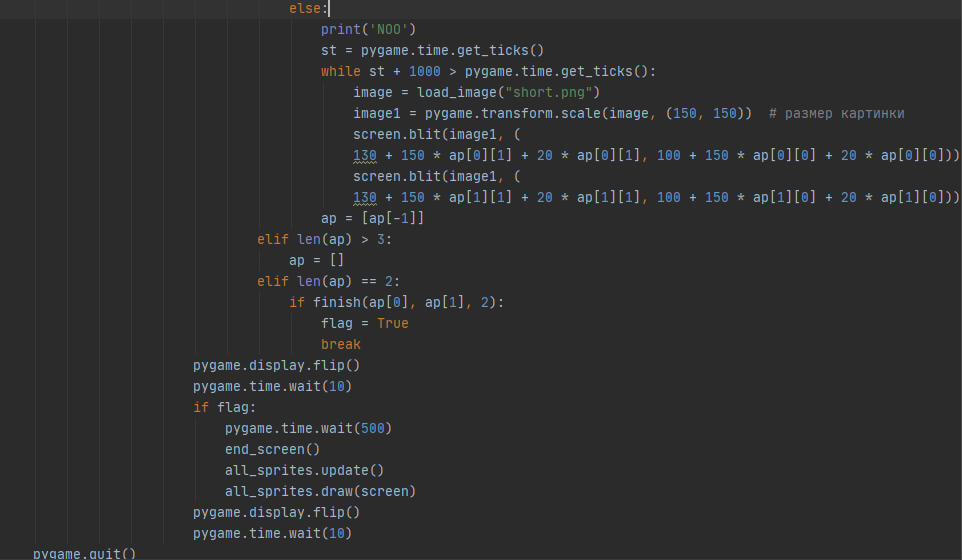 else:
print('NOO')
st = pygame.time.get_ticks()
while st + 1000 > pygame.time.get_ticks():
image = load_image("short.png")
image1 = pygame.transform.scale(image, (150, 150))  # размер картинки
screen.blit(image1, (
130 + 150 * ap[0][1] + 20 * ap[0][1], 100 + 150 * ap[0][0] + 20 * ap[0][0]))
screen.blit(image1, (
130 + 150 * ap[1][1] + 20 * ap[1][1], 100 + 150 * ap[1][0] + 20 * ap[1][0]))
ap = [ap[-1]]
elif len(ap) > 3:
ap = []
elif len(ap) == 2:
if finish(ap[0], ap[1], 2):
flag = True
break
pygame.display.flip()
pygame.time.wait(10)
if flag:
pygame.time.wait(500)
end_screen()
all_sprites.update()
all_sprites.draw(screen)
pygame.display.flip()
pygame.time.wait(10)
pygame.quit()